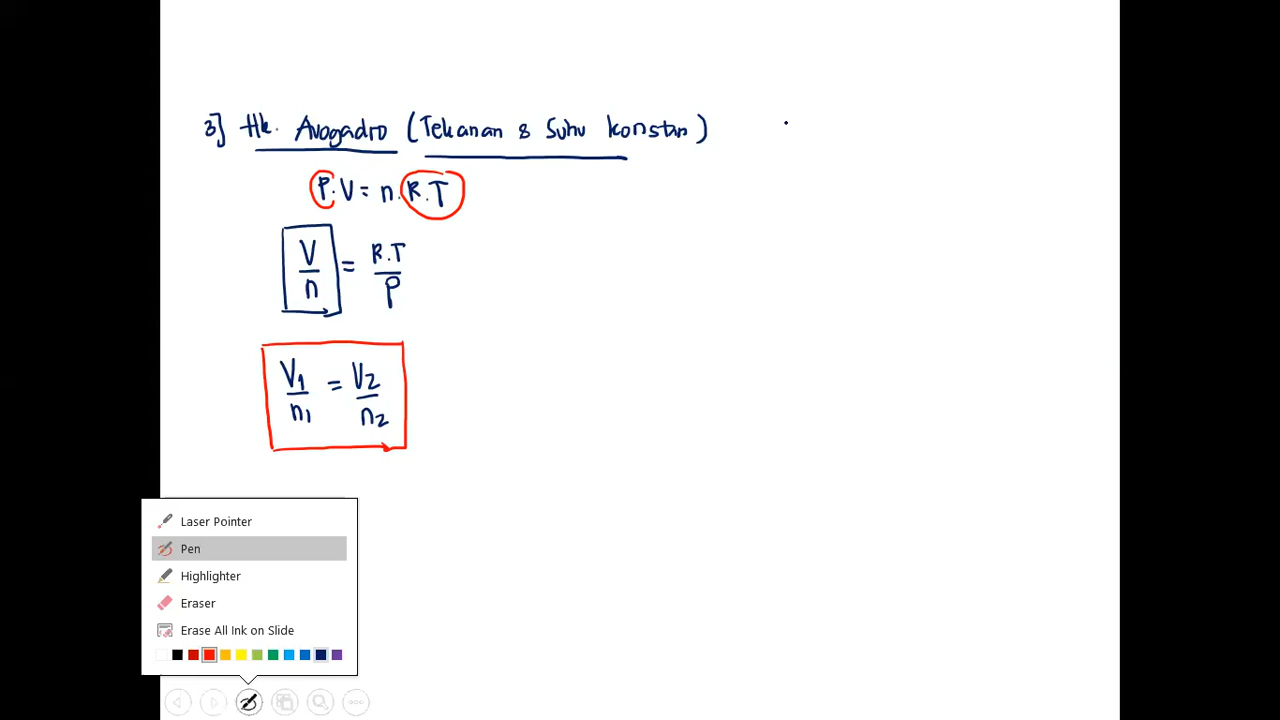 3] Hk. Avogadro (Tekanan & Suhu konstan)
P.V = n.R.T
V/n = R.T/P
V1/n1 = V2/n2
Laser Pointer
Pen
Highlighter
Eraser
Erase All Ink on Slide